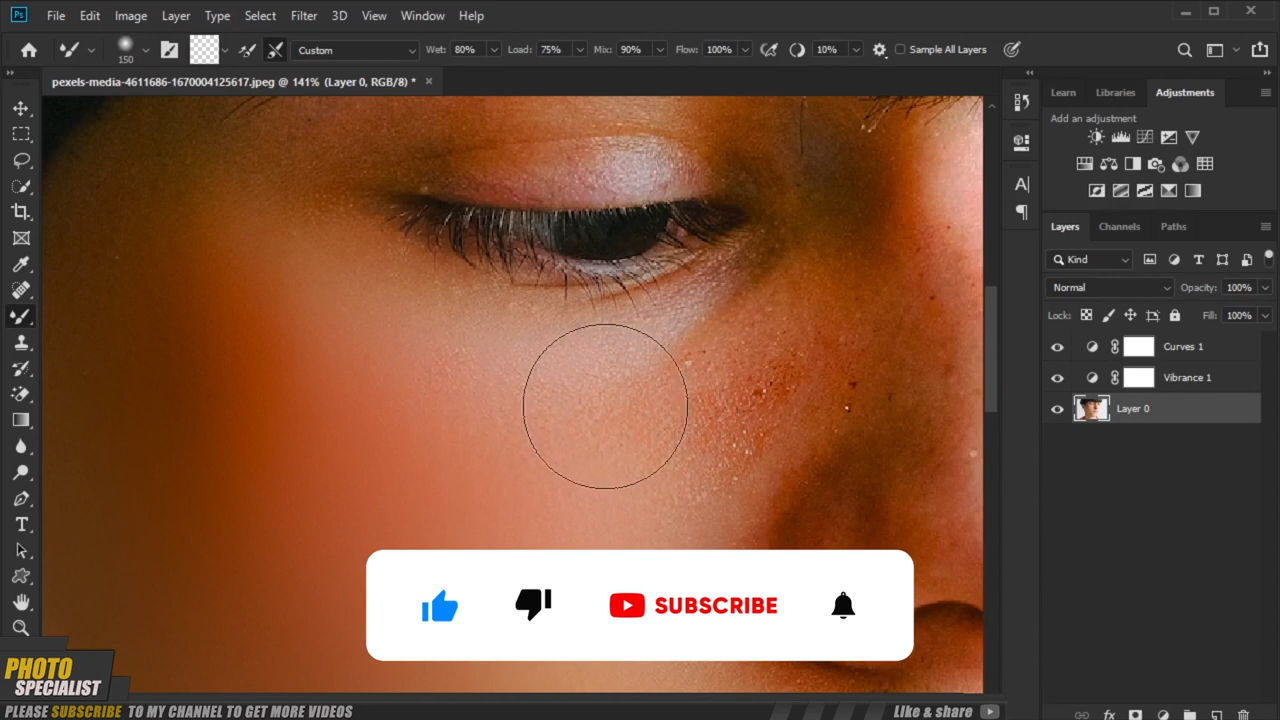 Ps File Edit Image Layer Type Select Filter 3D View Window Help
150 Custom Wet: 80% Load: 75% Mix: 90% Flow: 100% 10% Sample All Layers
pexels-media-4611686-1670004125617.jpeg @ 141% (Layer 0, RGB/8) *
Learn Libraries Adjustments
Add an adjustment
Layers Channels Paths
Kind
Normal Opacity: 100%
Lock: Fill: 100%
Curves 1
Vibrance 1
Layer 0
SUBSCRIBE
PHOTO
SPECIALIST
PLEASE SUBSCRIBE TO MY CHANNEL TO GET MORE VIDEOS
Like & share